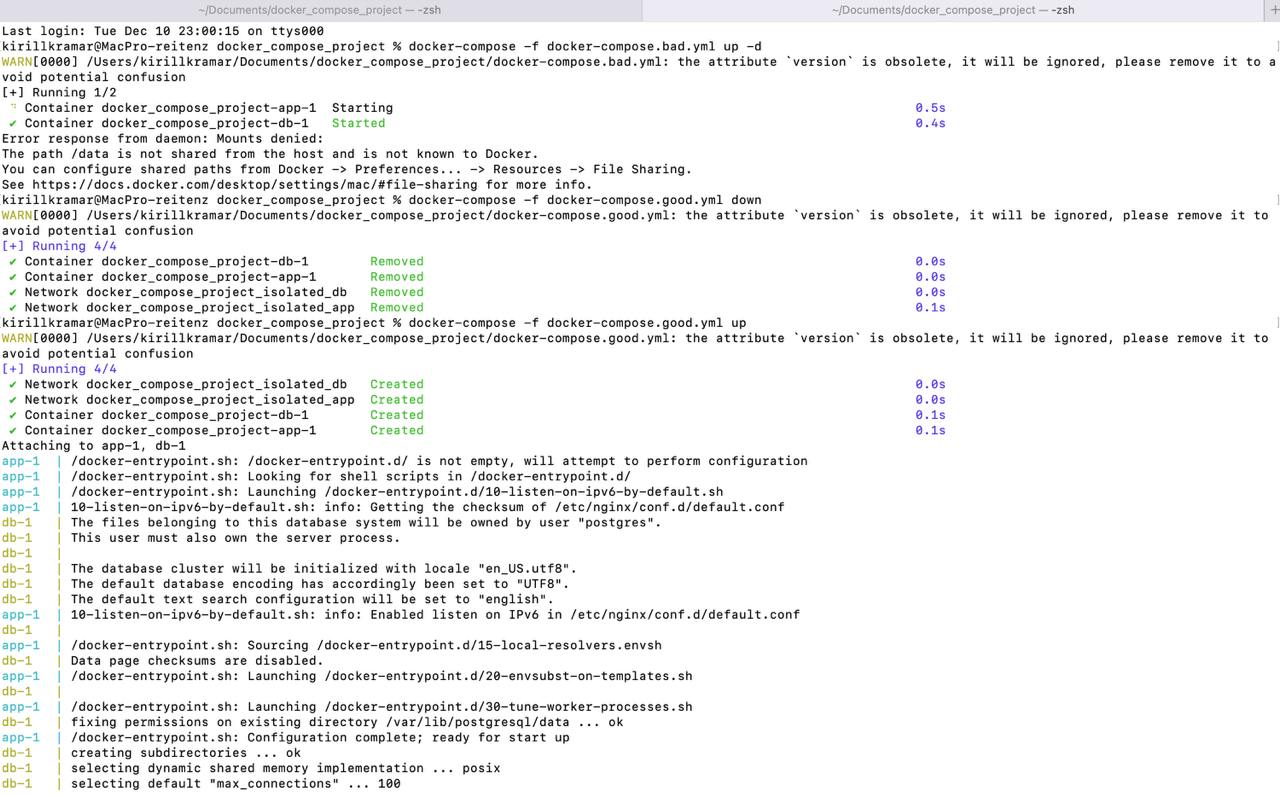 ~/Documents/docker_compose_project — -zsh
~/Documents/docker_compose_project — -zsh
+
Last login: Tue Dec 10 23:00:15 on ttys000
[kirillkramar@MacPro-reitenz docker_compose_project % docker-compose -f docker-compose.bad.yml up -d ]
WARN[0000] /Users/kirillkramar/Documents/docker_compose_project/docker-compose.bad.yml: the attribute `version` is obsolete, it will be ignored, please remove it to a
void potential confusion
[+] Running 1/2
⠹ Container docker_compose_project-app-1 Starting 0.5s
✔ Container docker_compose_project-db-1 Started 0.4s
Error response from daemon: Mounts denied:
The path /data is not shared from the host and is not known to Docker.
You can configure shared paths from Docker -> Preferences... -> Resources -> File Sharing.
See https://docs.docker.com/desktop/settings/mac/#file-sharing for more info.
[kirillkramar@MacPro-reitenz docker_compose_project % docker-compose -f docker-compose.good.yml down ]
WARN[0000] /Users/kirillkramar/Documents/docker_compose_project/docker-compose.good.yml: the attribute `version` is obsolete, it will be ignored, please remove it to
avoid potential confusion
[+] Running 4/4
✔ Container docker_compose_project-db-1 Removed 0.0s
✔ Container docker_compose_project-app-1 Removed 0.0s
✔ Network docker_compose_project_isolated_db Removed 0.0s
✔ Network docker_compose_project_isolated_app Removed 0.1s
[kirillkramar@MacPro-reitenz docker_compose_project % docker-compose -f docker-compose.good.yml up ]
WARN[0000] /Users/kirillkramar/Documents/docker_compose_project/docker-compose.good.yml: the attribute `version` is obsolete, it will be ignored, please remove it to
avoid potential confusion
[+] Running 4/4
✔ Network docker_compose_project_isolated_db Created 0.0s
✔ Network docker_compose_project_isolated_app Created 0.0s
✔ Container docker_compose_project-db-1 Created 0.1s
✔ Container docker_compose_project-app-1 Created 0.1s
Attaching to app-1, db-1
app-1 | /docker-entrypoint.sh: /docker-entrypoint.d/ is not empty, will attempt to perform configuration
app-1 | /docker-entrypoint.sh: Looking for shell scripts in /docker-entrypoint.d/
app-1 | /docker-entrypoint.sh: Launching /docker-entrypoint.d/10-listen-on-ipv6-by-default.sh
app-1 | 10-listen-on-ipv6-by-default.sh: info: Getting the checksum of /etc/nginx/conf.d/default.conf
db-1 | The files belonging to this database system will be owned by user "postgres".
db-1 | This user must also own the server process.
db-1 |
db-1 | The database cluster will be initialized with locale "en_US.utf8".
db-1 | The default database encoding has accordingly been set to "UTF8".
db-1 | The default text search configuration will be set to "english".
app-1 | 10-listen-on-ipv6-by-default.sh: info: Enabled listen on IPv6 in /etc/nginx/conf.d/default.conf
db-1 |
app-1 | /docker-entrypoint.sh: Sourcing /docker-entrypoint.d/15-local-resolvers.envsh
db-1 | Data page checksums are disabled.
app-1 | /docker-entrypoint.sh: Launching /docker-entrypoint.d/20-envsubst-on-templates.sh
db-1 |
app-1 | /docker-entrypoint.sh: Launching /docker-entrypoint.d/30-tune-worker-processes.sh
db-1 | fixing permissions on existing directory /var/lib/postgresql/data ... ok
app-1 | /docker-entrypoint.sh: Configuration complete; ready for start up
db-1 | creating subdirectories ... ok
db-1 | selecting dynamic shared memory implementation ... posix
db-1 | selecting default "max_connections" ... 100